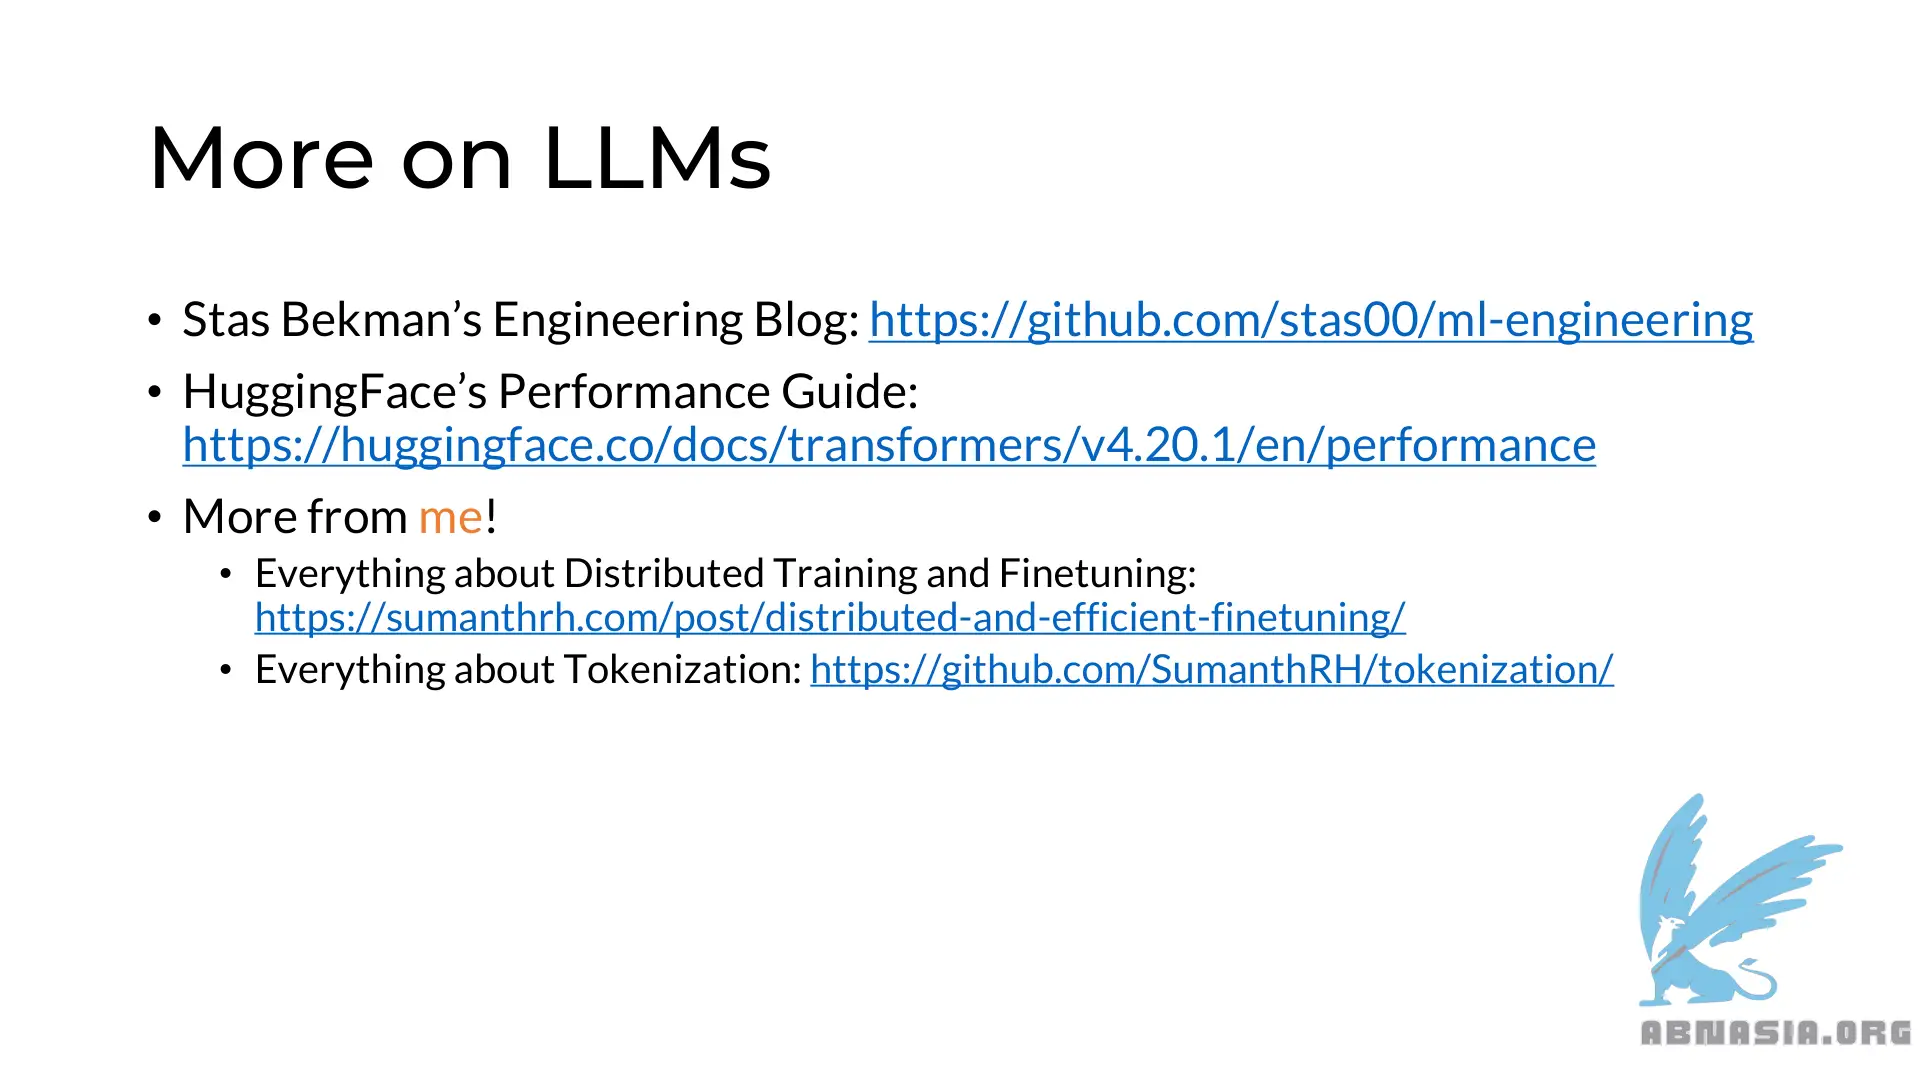 More on LLMs
• Stas Bekman’s Engineering Blog: https://github.com/stas00/ml-engineering
• HuggingFace’s Performance Guide:
https://huggingface.co/docs/transformers/v4.20.1/en/performance
• More from me!
• Everything about Distributed Training and Finetuning:
https://sumanthrh.com/post/distributed-and-efficient-finetuning/
• Everything about Tokenization: https://github.com/SumanthRH/tokenization/
ABNASIA.ORG